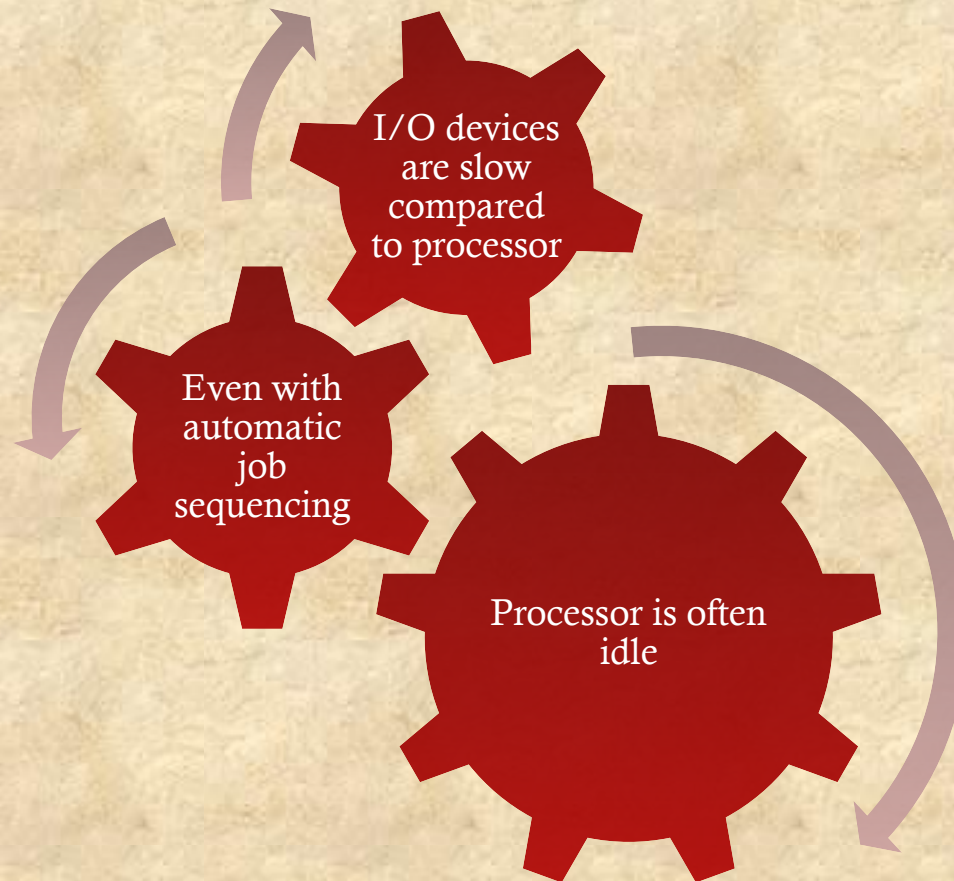 I/O devices
are slow
compared
to processor
Even with
automatic
job
sequencing
Processor is often
idle